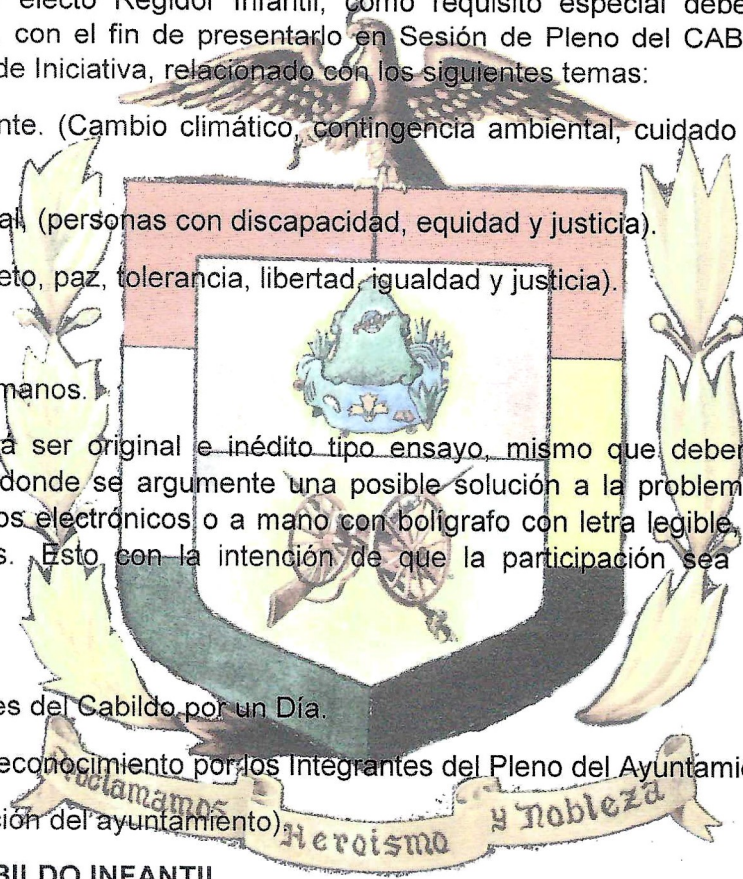 efecto Regidor Infantil, como requisito especial debe
con el fin de presentarlo en Sesión de Pleno del CAB
de Iniciativa, relacionado con los siguientes temas:
nte. (Cambio climático, contingencia ambiental, cuidado
al, (personas con discapacidad, equidad y justicia).
eto, paz, tolerancia, libertad, igualdad y justicia).
manos.
á ser original e inédito tipo ensayo, mismo que deber
donde se argumente una posible solución a la problem
os electrónicos o a mano con bolígrafo con letra legible,
s. Esto con la intención de que la participación sea
es del Cabildo por un Día.
econocimiento por los Integrantes del Pleno del Ayuntamie
ción del ayuntamiento).
Proclamamos Heroismo y Nobleza
BILDO INFANTIL